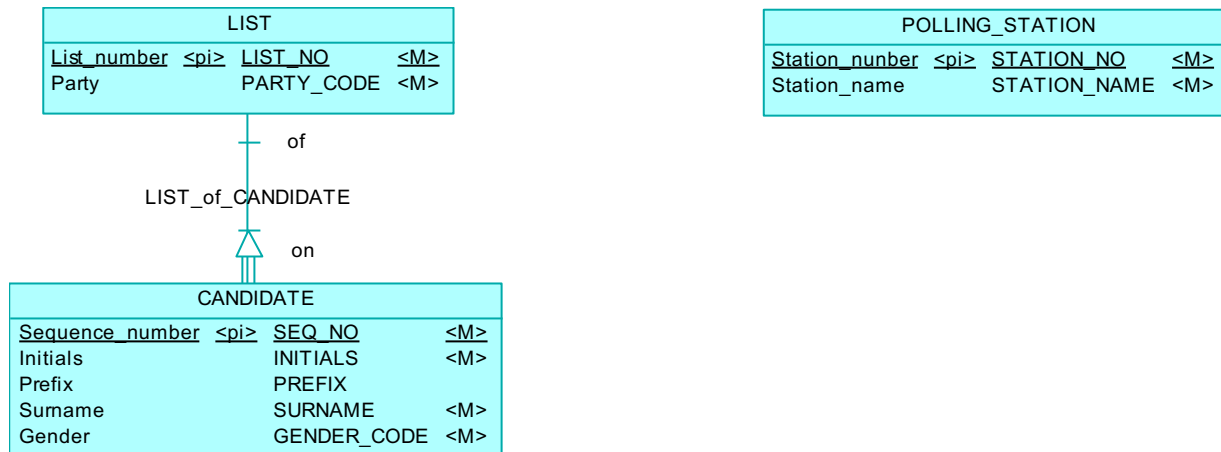 LIST
List_number <pi> LIST_NO <M>
Party PARTY_CODE <M>
of
LIST_of_CANDIDATE
on
CANDIDATE
Sequence_number <pi> SEQ_NO <M>
Initials INITIALS <M>
Prefix PREFIX
Surname SURNAME <M>
Gender GENDER_CODE <M>
POLLING_STATION
Station_nunber <pi> STATION_NO <M>
Station_name STATION_NAME <M>